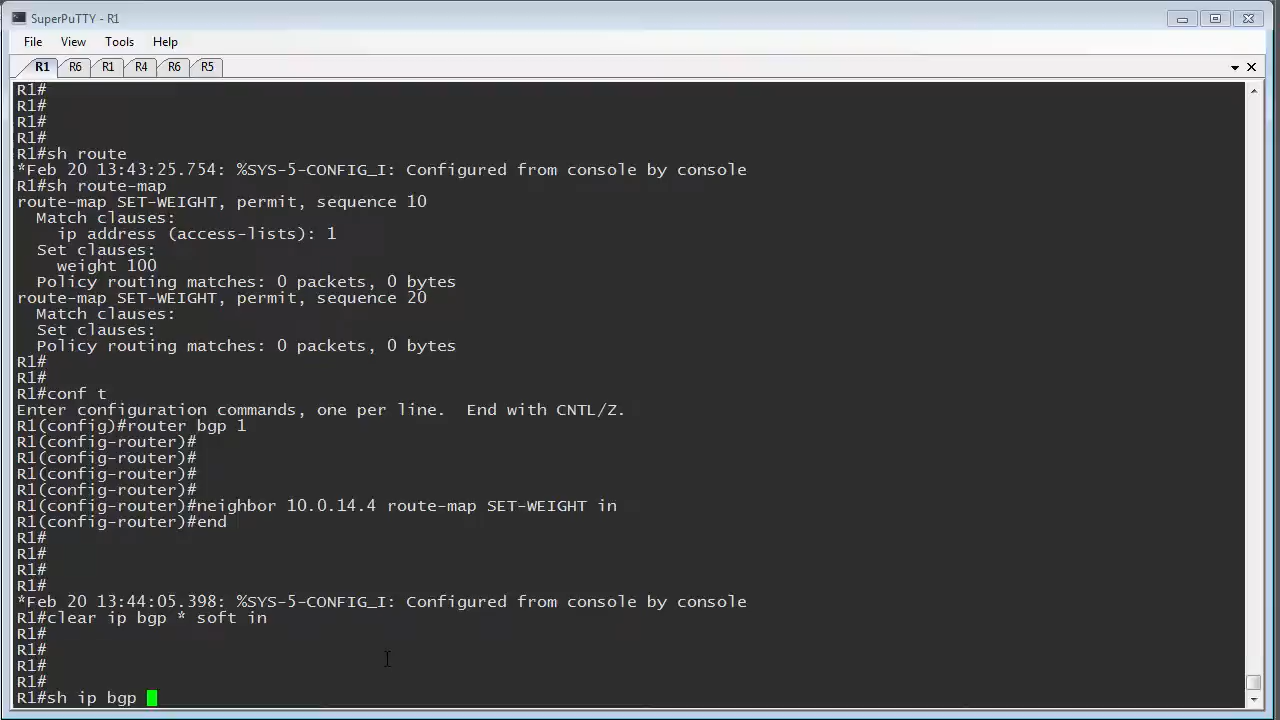 SuperPuTTY - R1
File View Tools Help
R1 R6 R1 R4 R6 R5
R1#
R1#
R1#
R1#
R1#sh route
*Feb 20 13:43:25.754: %SYS-5-CONFIG_I: Configured from console by console
R1#sh route-map
route-map SET-WEIGHT, permit, sequence 10
  Match clauses:
    ip address (access-lists): 1
  Set clauses:
    weight 100
  Policy routing matches: 0 packets, 0 bytes
route-map SET-WEIGHT, permit, sequence 20
  Match clauses:
  Set clauses:
  Policy routing matches: 0 packets, 0 bytes
R1#
R1#
R1#conf t
Enter configuration commands, one per line.  End with CNTL/Z.
R1(config)#router bgp 1
R1(config-router)#
R1(config-router)#
R1(config-router)#
R1(config-router)#
R1(config-router)#neighbor 10.0.14.4 route-map SET-WEIGHT in
R1(config-router)#end
R1#
R1#
R1#
R1#
*Feb 20 13:44:05.398: %SYS-5-CONFIG_I: Configured from console by console
R1#clear ip bgp * soft in
R1#
R1#
R1#
R1#
R1#sh ip bgp